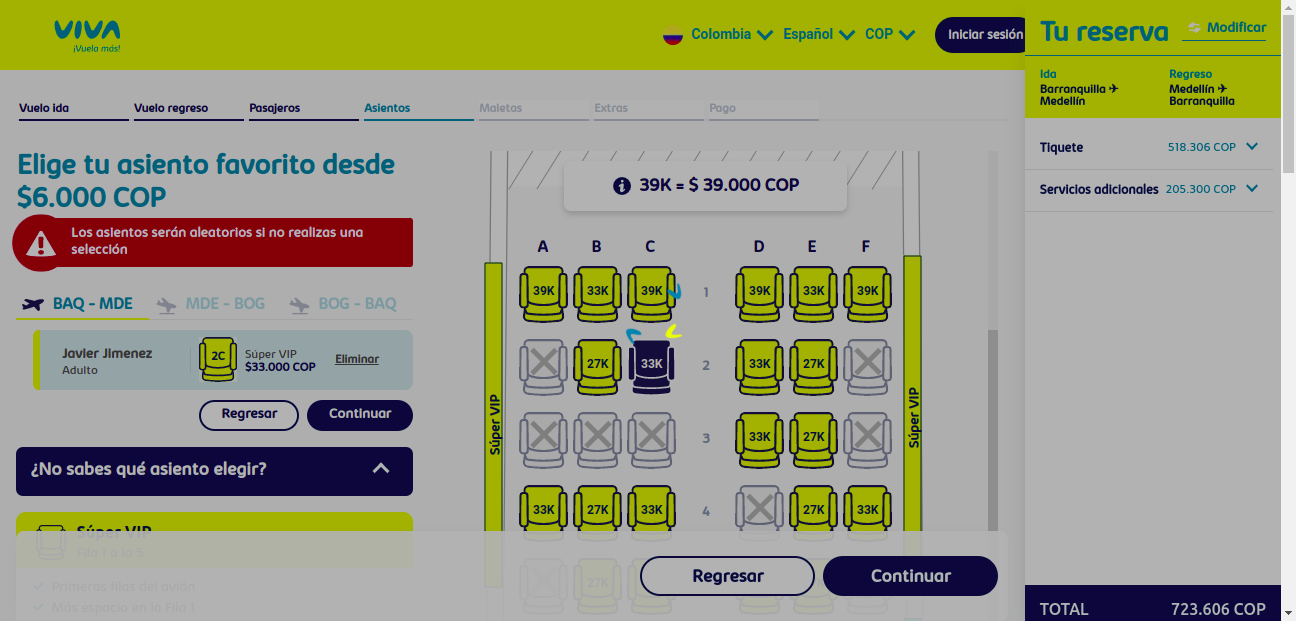 VIVA
¡Vuela más!
Colombia Español COP Iniciar sesión
Tu reserva Modificar
Ida Regreso
Barranquilla ✈ Medellín ✈
Medellín Barranquilla
Tiquete 518.306 COP
Servicios adicionales 205.300 COP
Vuelo ida Vuelo regreso Pasajeros Asientos Maletas Extras Pago
Elige tu asiento favorito desde
$6.000 COP
Los asientos serán aleatorios si no realizas una
selección
BAQ - MDE MDE - BOG BOG - BAQ
Javier Jimenez
Adulto
2C
Súper VIP
$33.000 COP
Eliminar
Regresar Continuar
¿No sabes qué asiento elegir?
Súper VIP
Fila 1 a la 5
Primeras filas del avión
Más espacio en la Fila 1
39K = $ 39.000 COP
A B C D E F
39K 33K 39K 1 39K 33K 39K
27K 33K 2 33K 27K
3 33K 27K
33K 27K 33K 4 27K 33K
27K
Súper VIP
Súper VIP
Regresar Continuar
TOTAL 723.606 COP